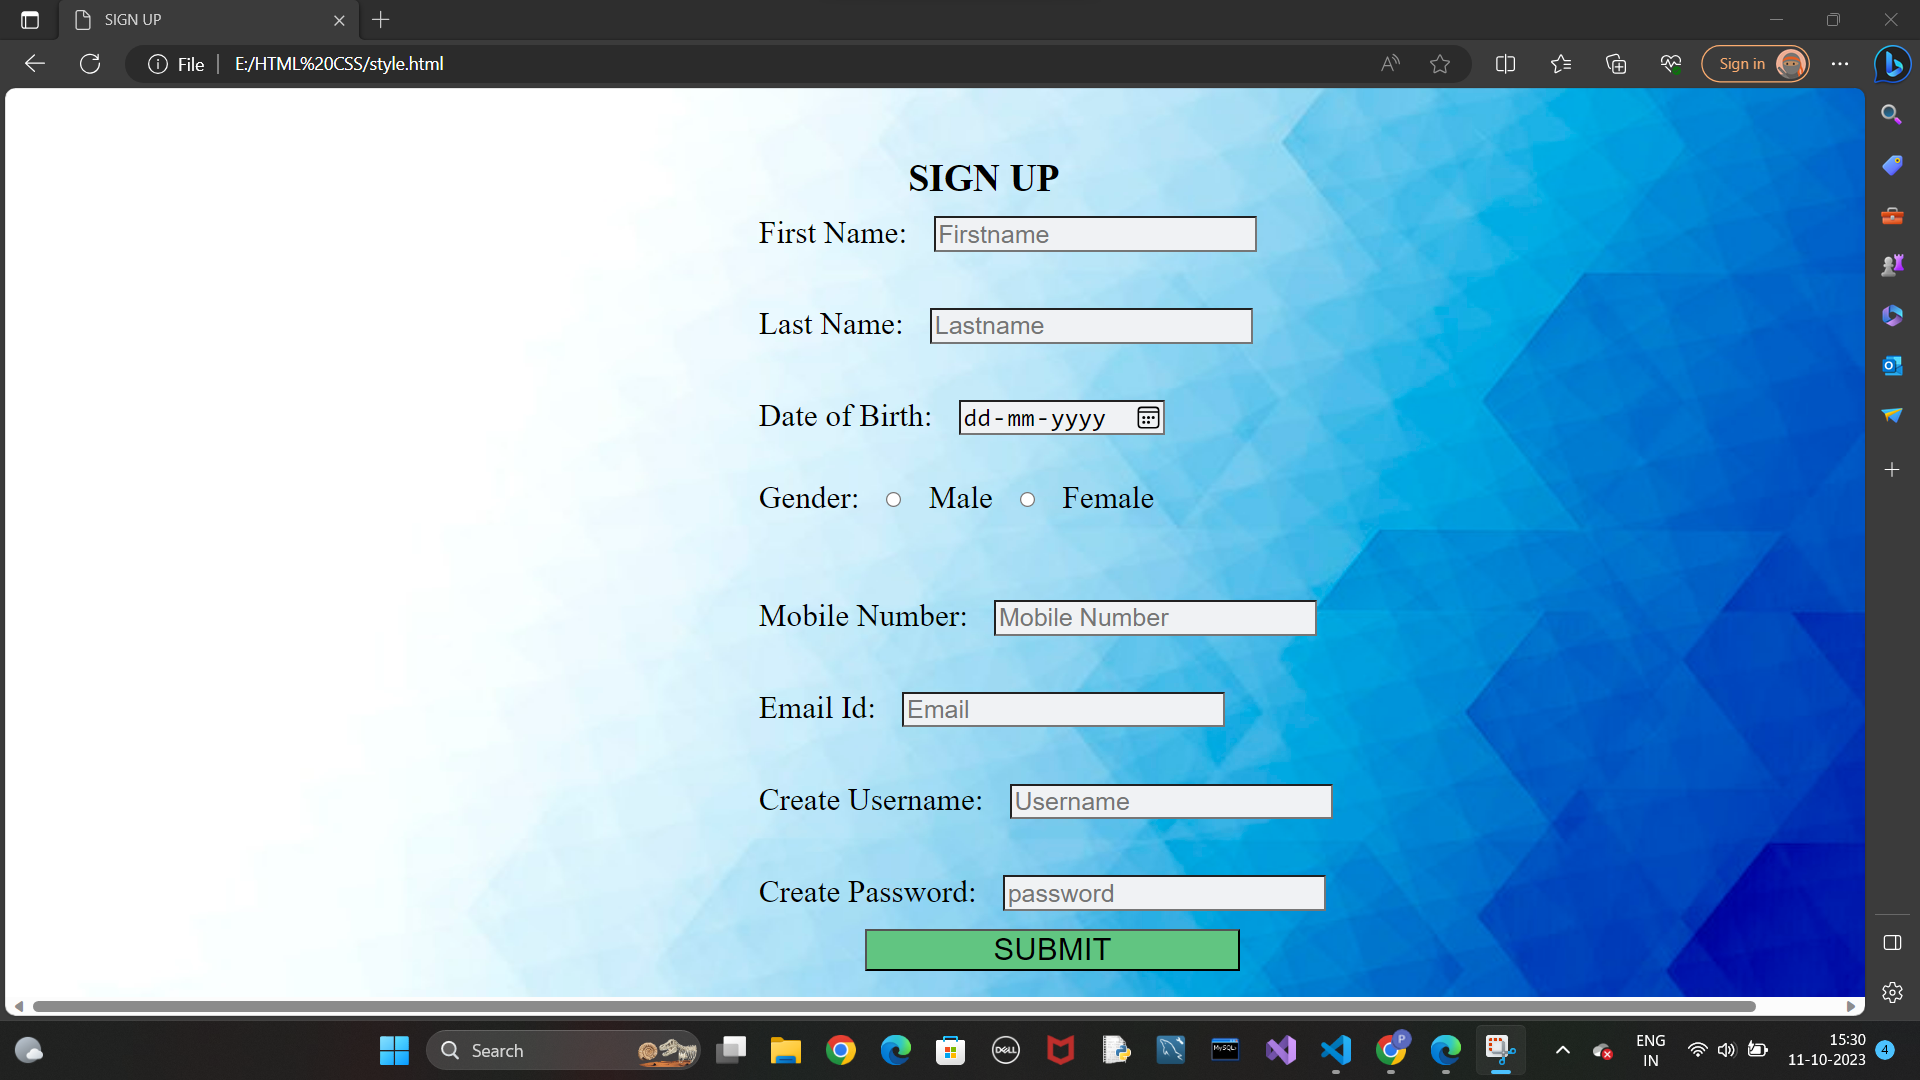 SIGN UP
File
E:/HTML%20CSS/style.html
Sign in
SIGN UP
First Name: Firstname
Last Name: Lastname
Date of Birth: dd-mm-yyyy
Gender: Male Female
Mobile Number: Mobile Number
Email Id: Email
Create Username: Username
Create Password: password
SUBMIT
Search
DELL
MySQL
P
ENG
IN
15:30
11-10-2023
4